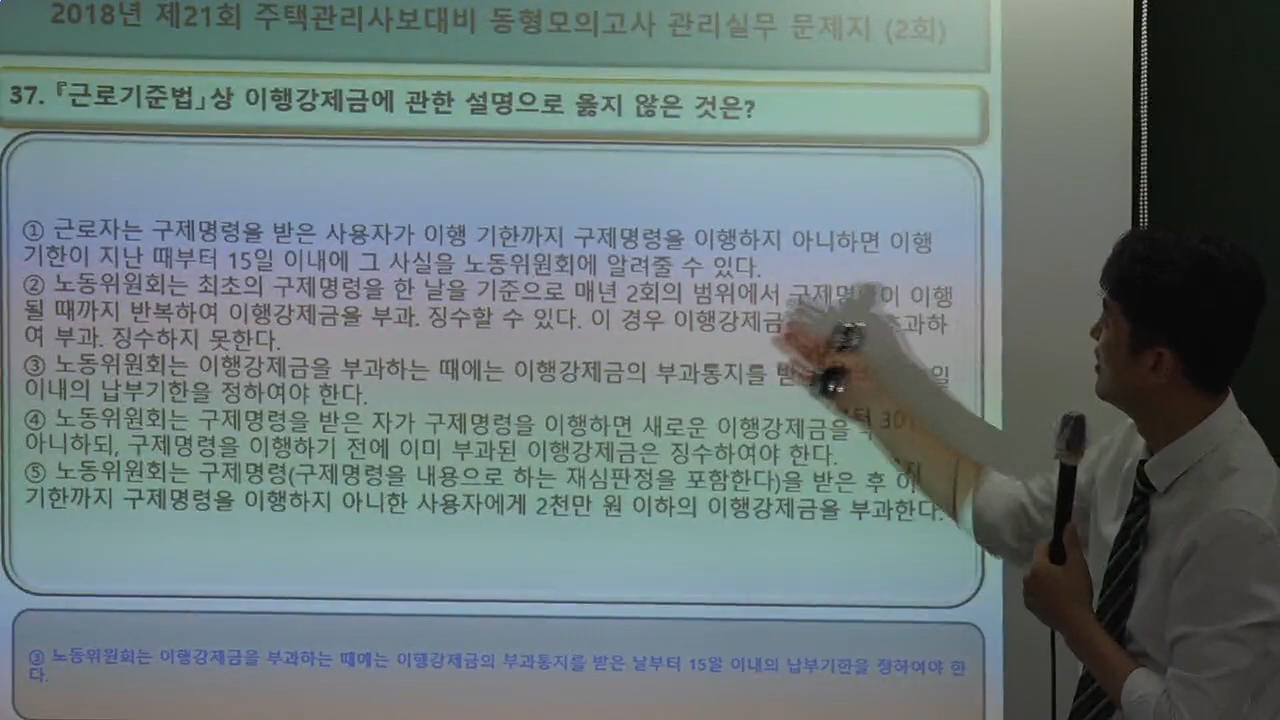 2018년 제21회 주택관리사보대비 동형모의고사 관리실무 문제지 (2회)
37. 『근로기준법」상 이행강제금에 관한 설명으로 옳지 않은 것은?
① 근로자는 구제명령을 받은 사용자가 이행 기한까지 구제명령을 이행하지 아니하면 이행
기한이 지난 때부터 15일 이내에 그 사실을 노동위원회에 알려줄 수 있다.
② 노동위원회는 최초의 구제명령을 한 날을 기준으로 매년 2회의 범위에서 구제명령이 이행
될 때까지 반복하여 이행강제금을 부과. 징수할 수 있다. 이 경우 이행강제금
여 부과. 징수하지 못한다.
③ 노동위원회는 이행강제금을 부과하는 때에는 이행강제금의 부과통지를 일
이내의 납부기한을 정하여야 한다.
④ 노동위원회는 구제명령을 받은 자가 구제명령을 이행하면 새로운 이행강제금을
아니하되, 구제명령을 이행하기 전에 이미 부과된 이행강제금은 징수하여야 한다.
⑤ 노동위원회는 구제명령(구제명령을 내용으로 하는 재심판정을 포함한다)을 받은 후
기한까지 구제명령을 이행하지 아니한 사용자에게 2천만 원 이하의 이행강제금을 부과한다.
③ 노동위원회는 이행강제금을 부과하는 때에는 이행강제금의 부과통지를 받은 날부터 15일 이내의 납부기한을 정하여야 한
다.